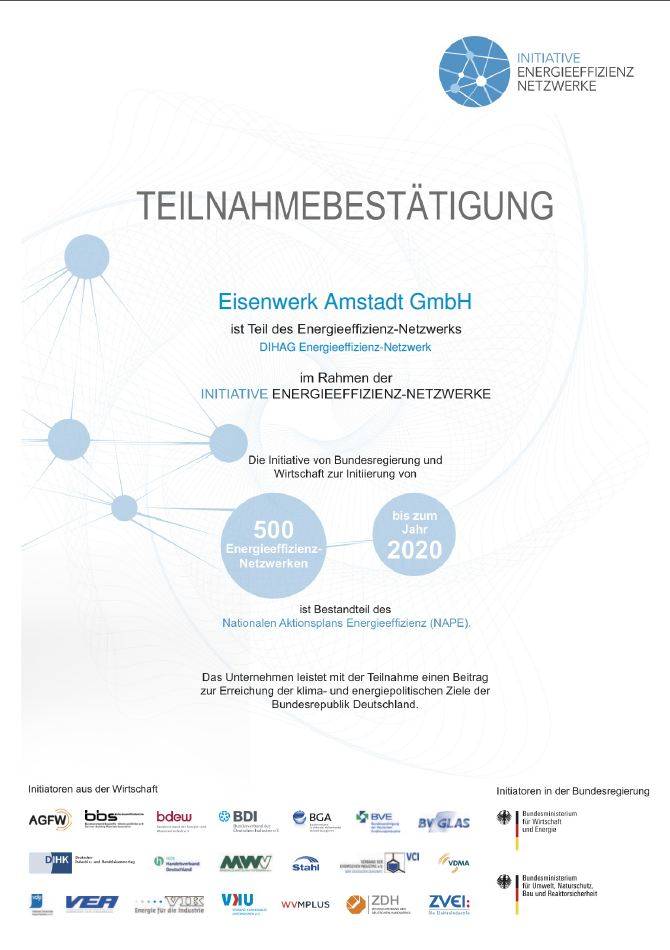 INITIATIVE
ENERGIEEFFIZIENZ
NETZWERKE
TEILNAHMEBESTÄTIGUNG
Eisenwerk Arnstadt GmbH
ist Teil des Energieeffizienz-Netzwerks
DIHAG Energieeffizienz-Netzwerk
im Rahmen der
INITIATIVE ENERGIEEFFIZIENZ-NETZWERKE
Die Initiative von Bundesregierung und
Wirtschaft zur Initiierung von
500
Energieeffizienz-
Netzwerken
bis zum
Jahr
2020
ist Bestandteil des
Nationalen Aktionsplans Energieeffizienz (NAPE).
Das Unternehmen leistet mit der Teilnahme einen Beitrag
zur Erreichung der klima- und energiepolitischen Ziele der
Bundesrepublik Deutschland.
Initiatoren aus der Wirtschaft
Initiatoren in der Bundesregierung
AGFW
bbs
bdew
BDI
BGA
BVE
BV GLAS
Bundesministerium
für Wirtschaft
und Energie
DIHK
Handelsverband
Deutschland
MWV
Stahl
VCI
VDMA
VEA
VIK
Energie für die Industrie
VKU
WVMPLUS
ZDH
ZVEI:
Die Elektroindustrie
Bundesministerium
für Umwelt, Naturschutz,
Bau und Reaktorsicherheit